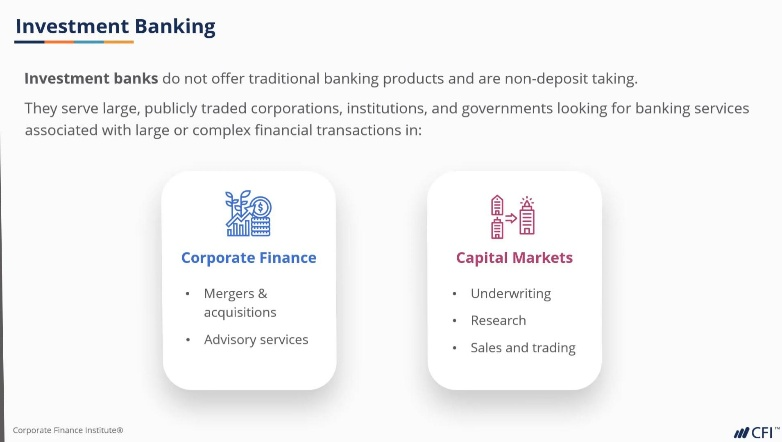 Investment Banking
Investment banks do not offer traditional banking products and are non-deposit taking.
They serve large, publicly traded corporations, institutions, and governments looking for banking services
associated with large or complex financial transactions in:
Corporate Finance
• Mergers &
acquisitions
• Advisory services
Capital Markets
• Underwriting
• Research
• Sales and trading
Corporate Finance Institute®
CFI™